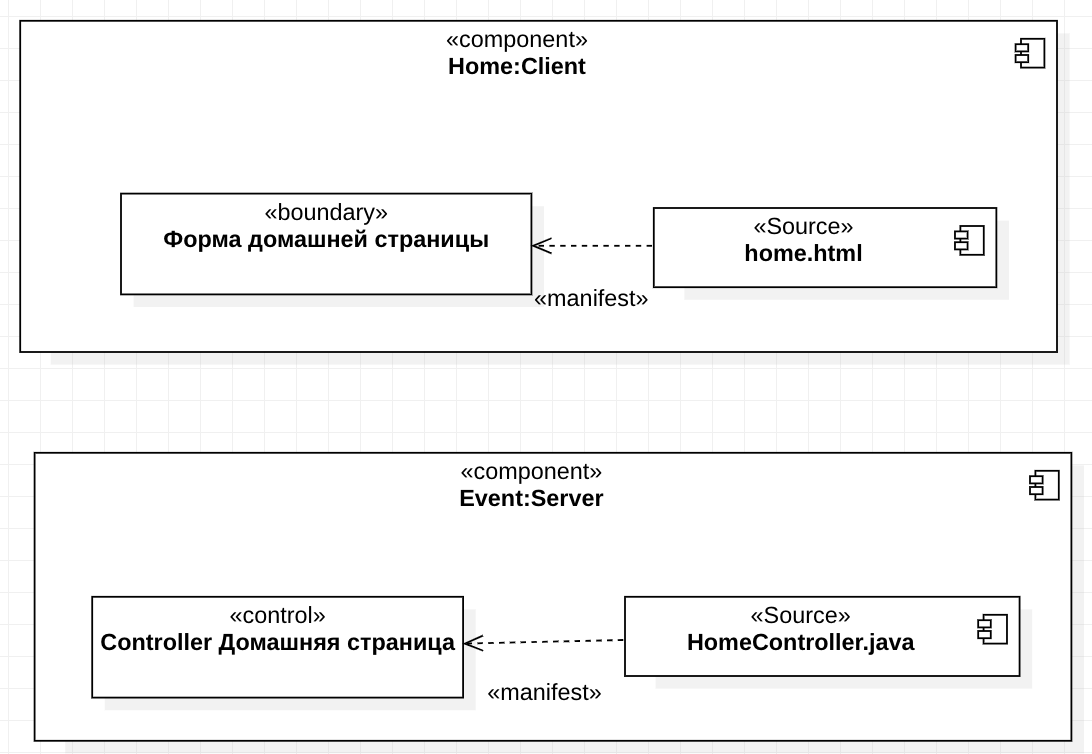 «component»
Home:Client
«boundary»
Форма домашней страницы
«Source»
home.html
«manifest»
«component»
Event:Server
«control»
Controller Домашняя страница
«Source»
HomeController.java
«manifest»